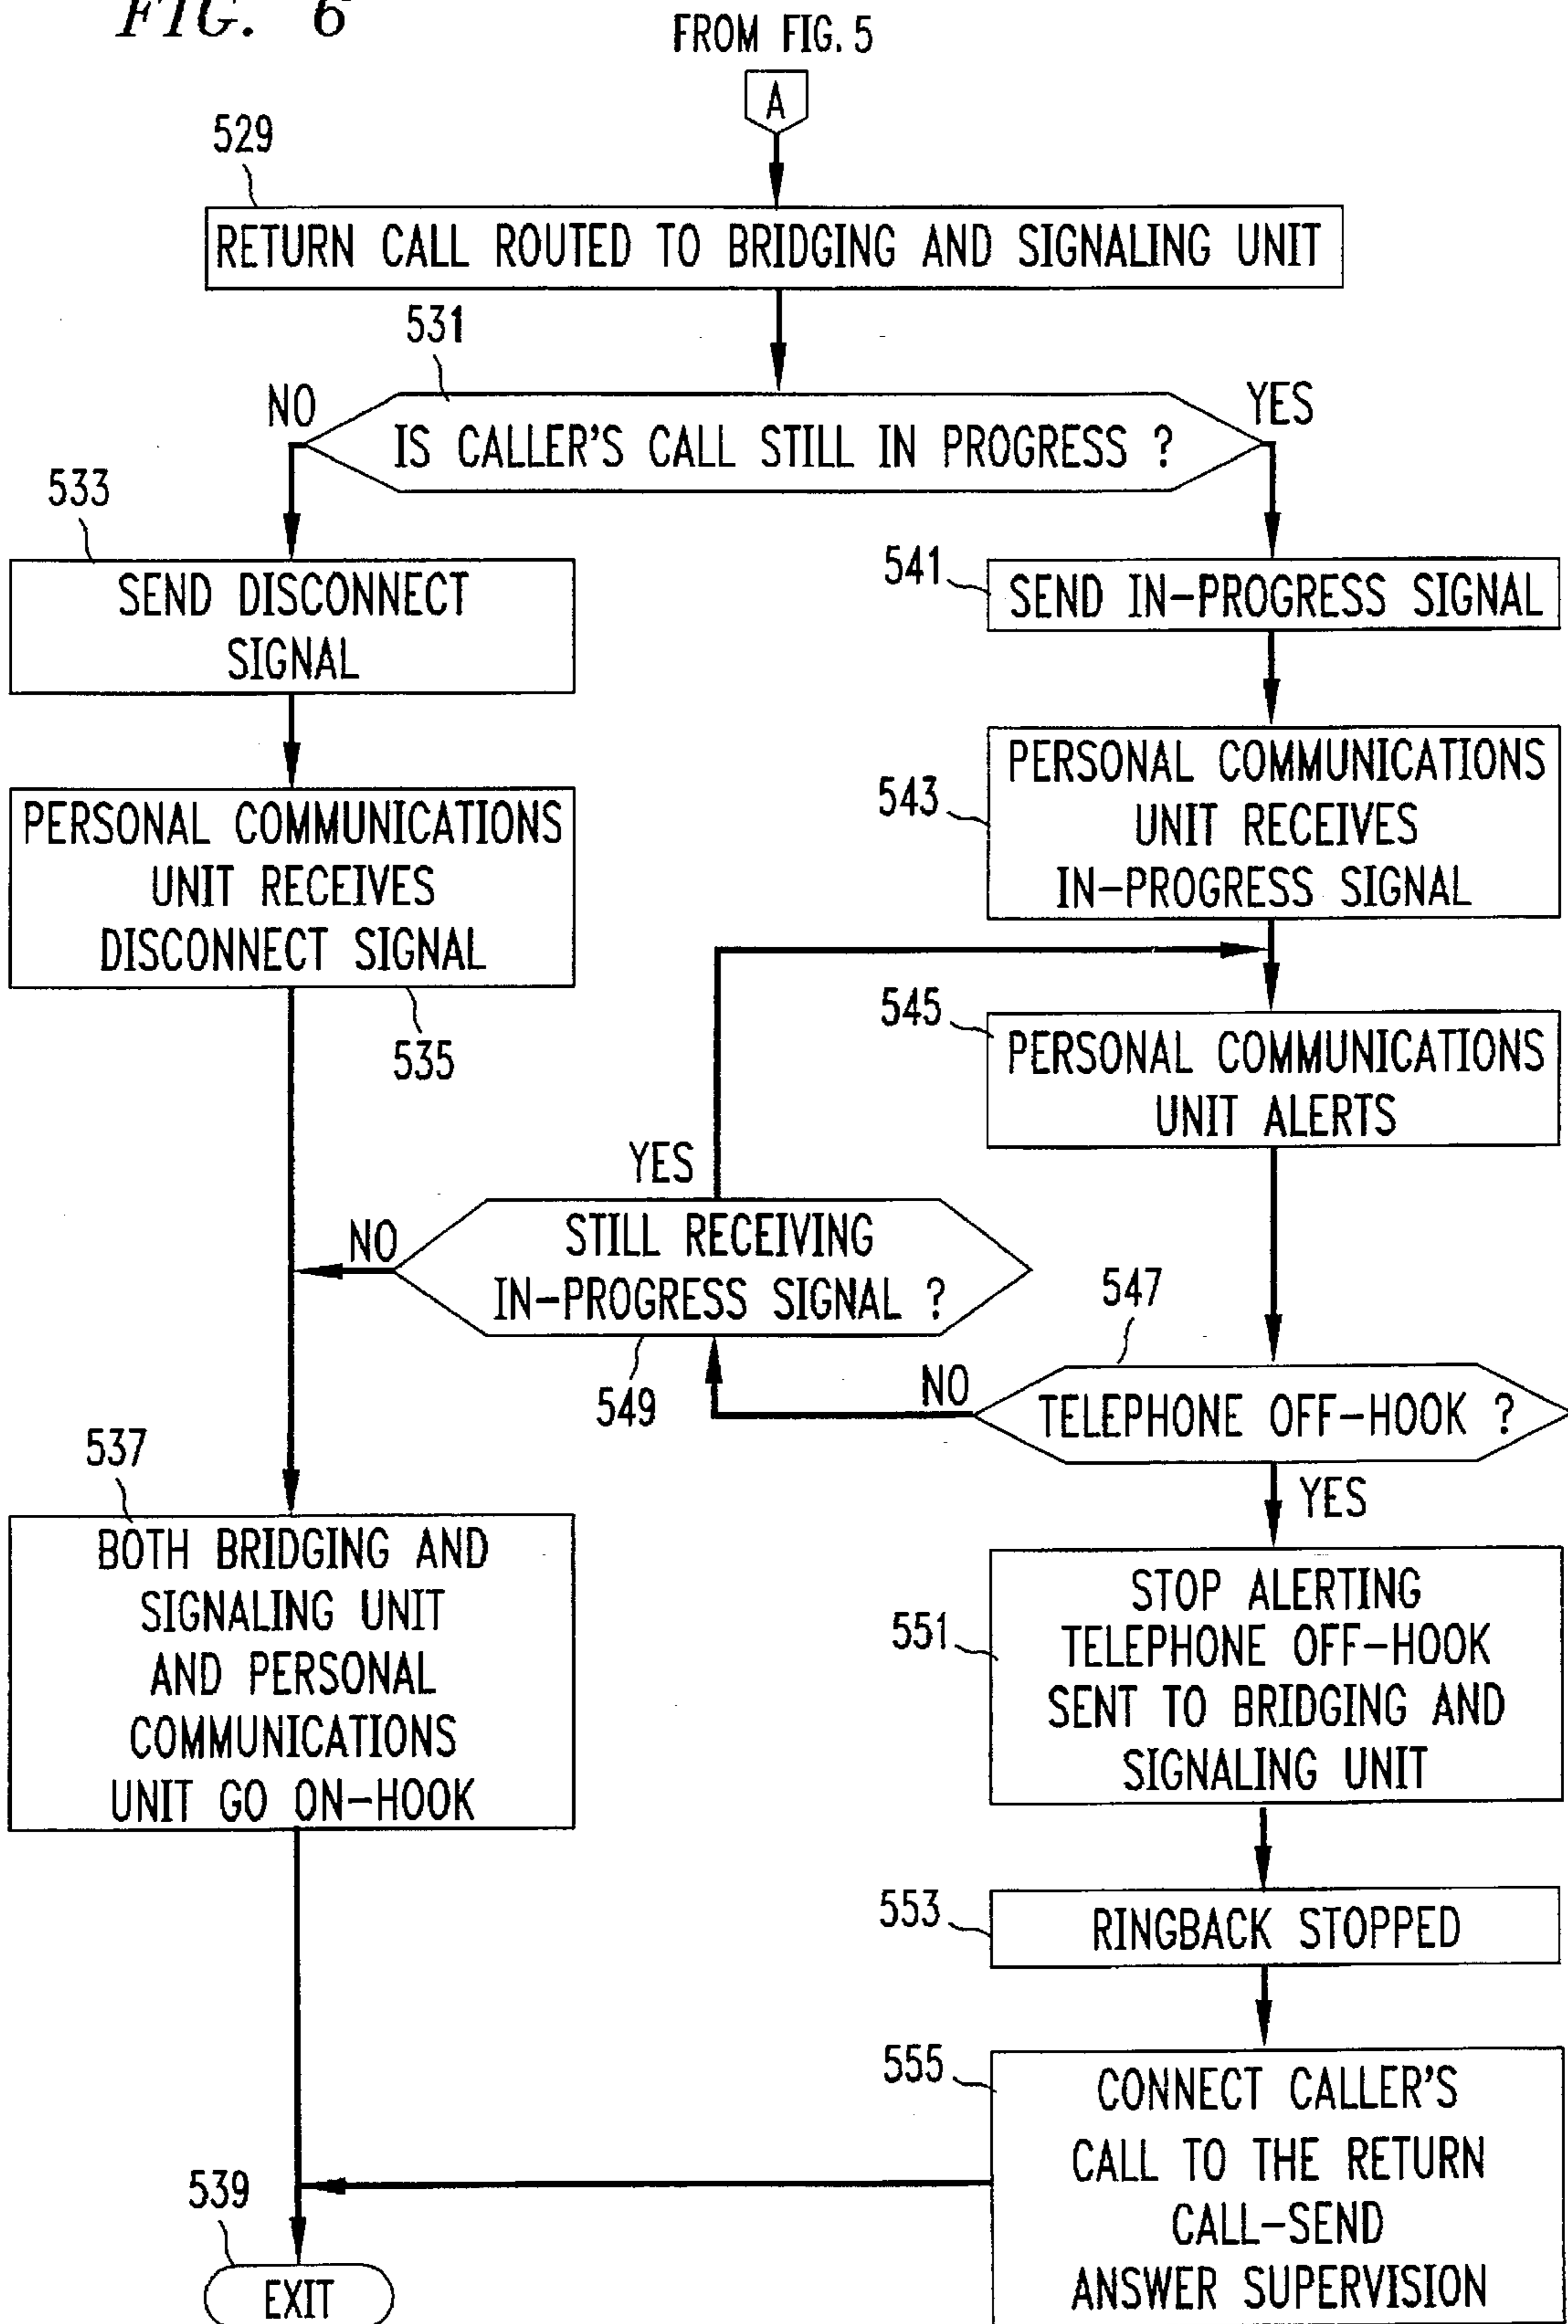 FIG. 6
FROM FIG. 5
A
529
RETURN CALL ROUTED TO BRIDGING AND SIGNALING UNIT
531
NO
YES
IS CALLER'S CALL STILL IN PROGRESS ?
533
SEND DISCONNECT
SIGNAL
541
SEND IN-PROGRESS SIGNAL
PERSONAL COMMUNICATIONS
UNIT RECEIVES
DISCONNECT SIGNAL
535
543
PERSONAL COMMUNICATIONS
UNIT RECEIVES
IN-PROGRESS SIGNAL
545
PERSONAL COMMUNICATIONS
UNIT ALERTS
YES
NO
STILL RECEIVING
IN-PROGRESS SIGNAL ?
549
547
NO
TELEPHONE OFF-HOOK ?
YES
537
BOTH BRIDGING AND
SIGNALING UNIT
AND PERSONAL
COMMUNICATIONS
UNIT GO ON-HOOK
551
STOP ALERTING
TELEPHONE OFF-HOOK
SENT TO BRIDGING AND
SIGNALING UNIT
553
RINGBACK STOPPED
555
CONNECT CALLER'S
CALL TO THE RETURN
CALL-SEND
ANSWER SUPERVISION
539
EXIT